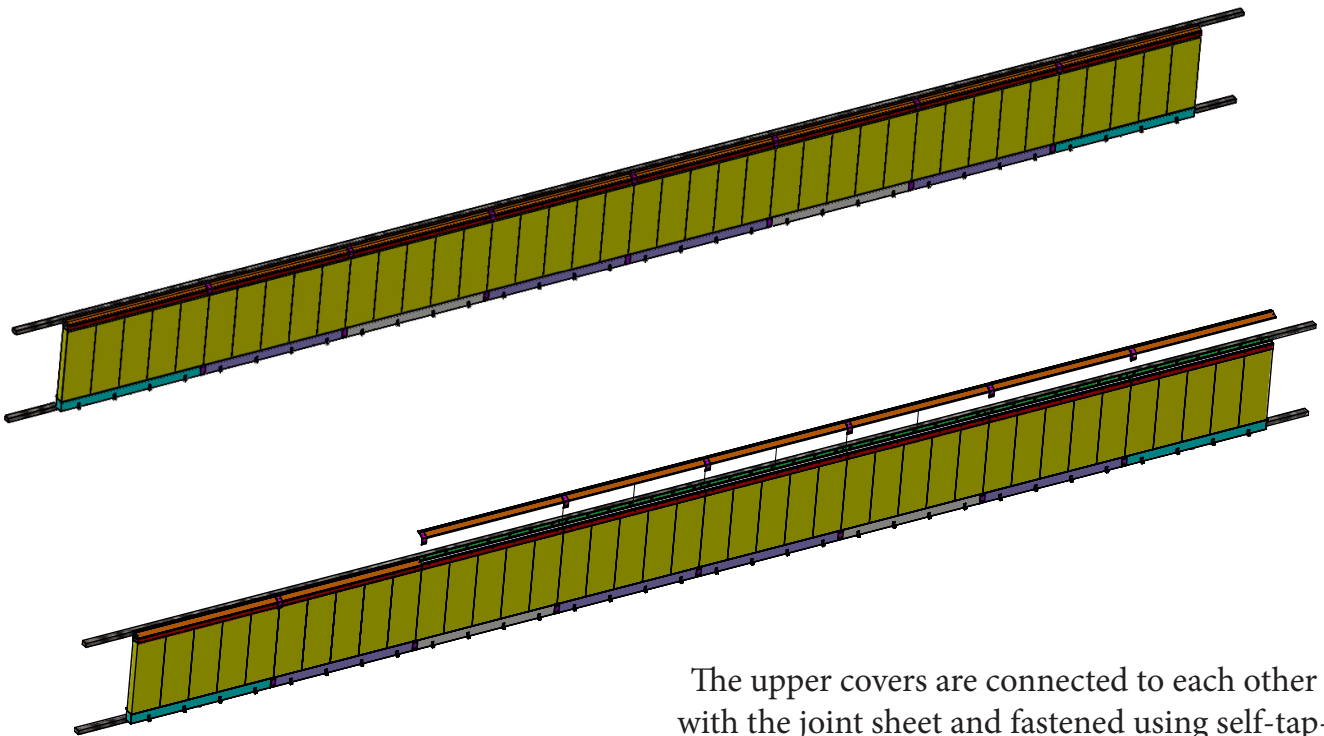 The upper covers are connected to each other
with the joint sheet and fastened using self-tap-